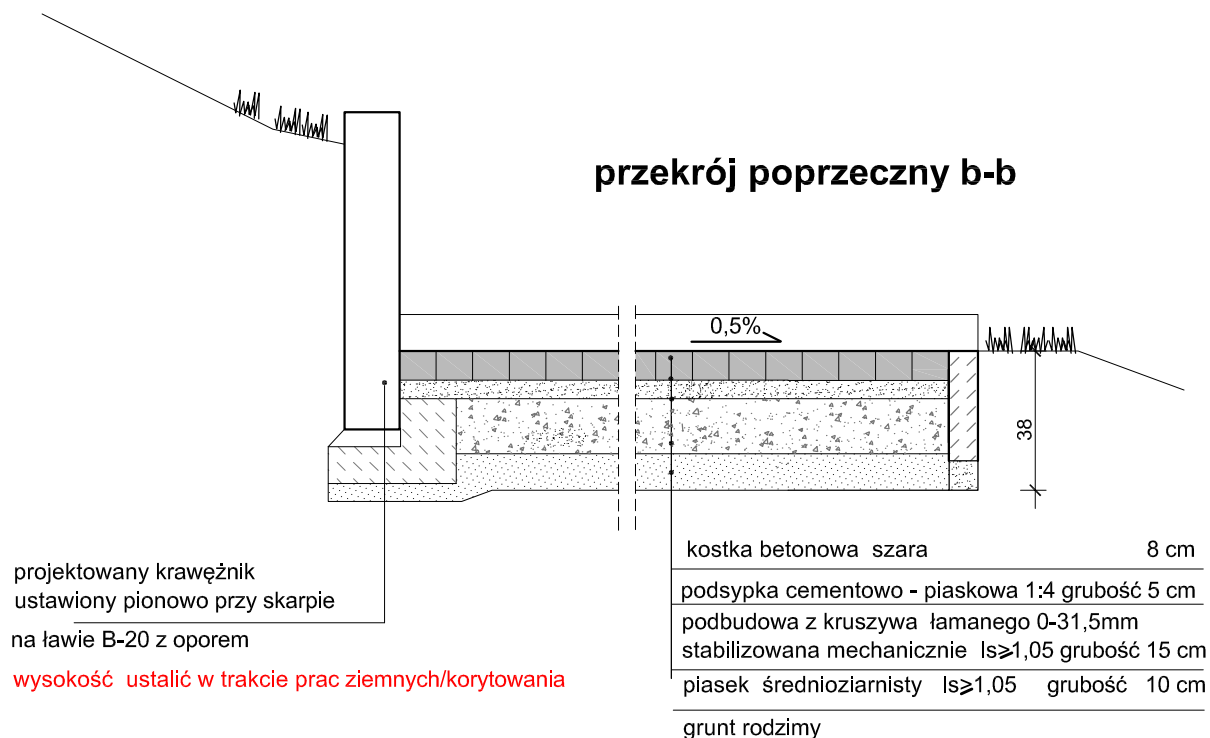 przekrój poprzeczny b-b
0,5%
38
projektowany krawężnik
ustawiony pionowo przy skarpie
na ławie B-20 z oporem
wysokość ustalić w trakcie prac ziemnych/korytowania
kostka betonowa szara 8 cm
podsypka cementowo - piaskowa 1:4 grubość 5 cm
podbudowa z kruszywa łamanego 0-31,5mm
stabilizowana mechanicznie Is⩾1,05 grubość 15 cm
piasek średnioziarnisty Is⩾1,05 grubość 10 cm
grunt rodzimy